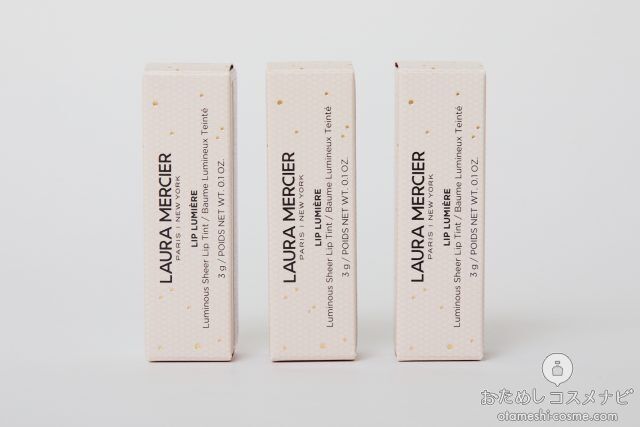 LAURA MERCIER
PARIS | NEW YORK
LIP LUMIÈRE
Luminous Sheer Lip Tint / Baume Lumineux Teinté
3 g / POIDS NET WT. 0.1 OZ.
LAURA MERCIER
PARIS | NEW YORK
LIP LUMIÈRE
Luminous Sheer Lip Tint / Baume Lumineux Teinté
3 g / POIDS NET WT. 0.1 OZ.
LAURA MERCIER
PARIS | NEW YORK
LIP LUMIÈRE
Luminous Sheer Lip Tint / Baume Lumineux Teinté
3 g / POIDS NET WT. 0.1 OZ.
おためしコスメナビ
otameshi-cosme.com